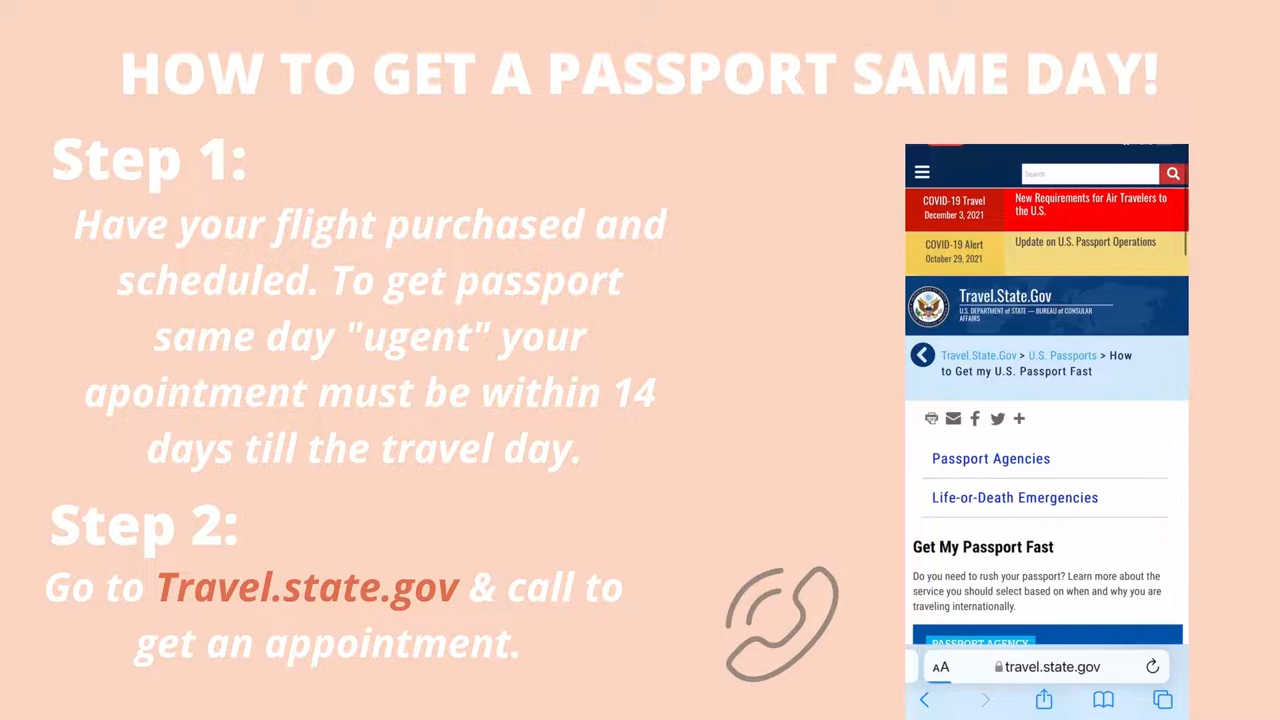 HOW TO GET A PASSPORT SAME DAY!
Step 1:
Have your flight purchased and
scheduled. To get passport
same day "ugent" your
apointment must be within 14
days till the travel day.
Step 2:
Go to Travel.state.gov & call to
get an appointment.
Search
COVID-19 Travel
December 3, 2021
New Requirements for Air Travelers to
the U.S.
COVID-19 Alert
October 29, 2021
Update on U.S. Passport Operations
Travel.State.Gov
U.S. DEPARTMENT of STATE — BUREAU of CONSULAR
AFFAIRS
Travel.State.Gov > U.S. Passports > How
to Get my U.S. Passport Fast
Passport Agencies
Life-or-Death Emergencies
Get My Passport Fast
Do you need to rush your passport? Learn more about the
service you should select based on when and why you are
traveling internationally.
PASSPORT AGENCY
AA
travel.state.gov